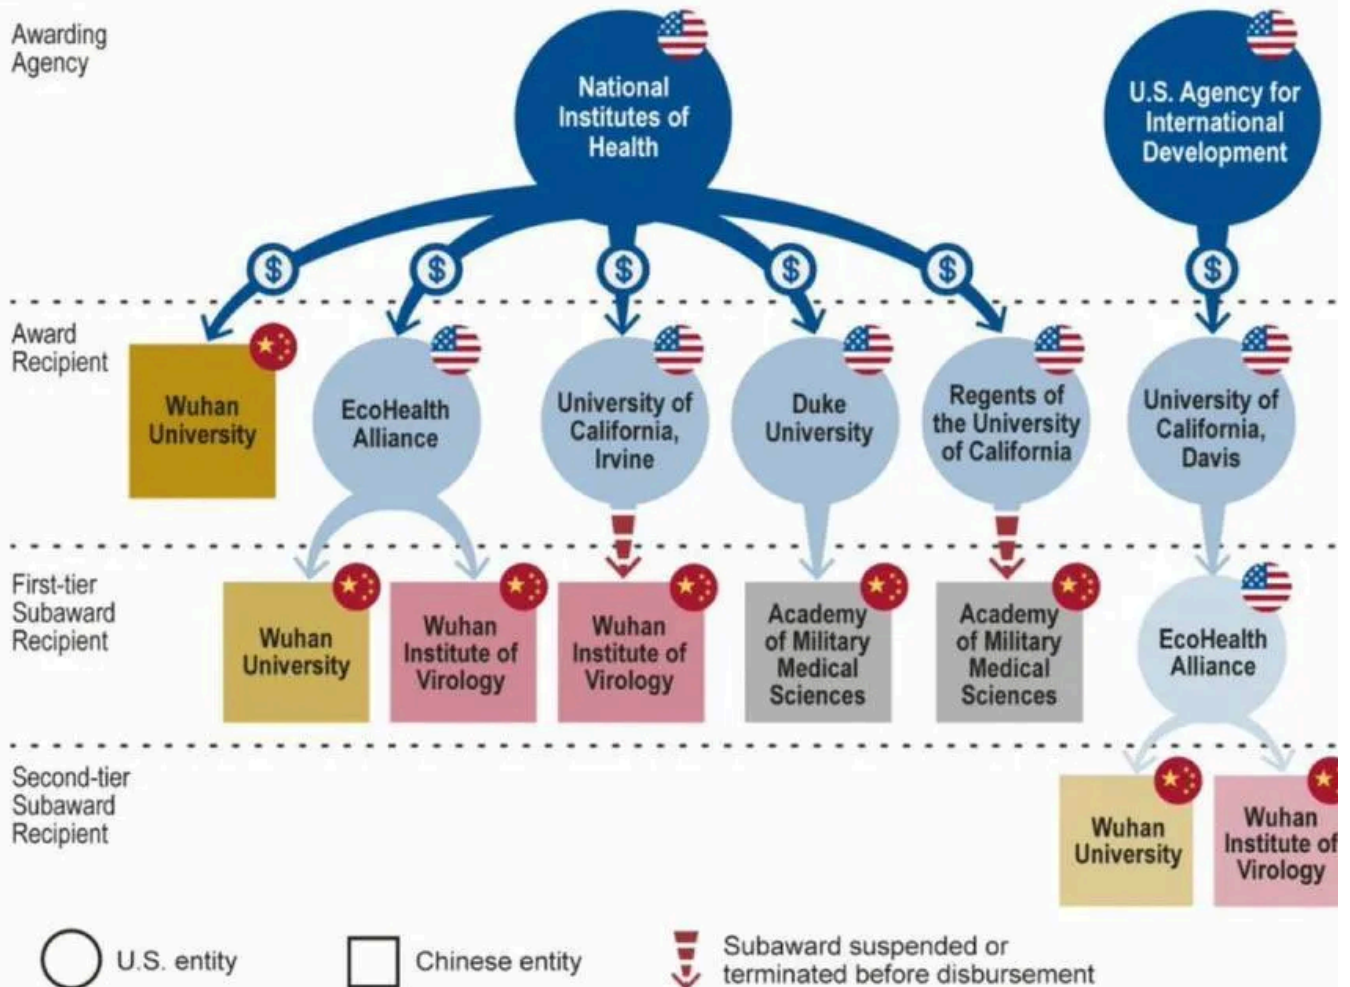 Awarding
Agency
National
Institutes of
Health
U.S. Agency for
International
Development
$
$
$
$
$
$
Award
Recipient
Wuhan
University
EcoHealth
Alliance
University of
California,
Irvine
Duke
University
Regents of
the University
of California
University of
California,
Davis
First-tier
Subaward
Recipient
Wuhan
University
Wuhan
Institute of
Virology
Wuhan
Institute of
Virology
Academy
of Military
Medical
Sciences
Academy
of Military
Medical
Sciences
EcoHealth
Alliance
Second-tier
Subaward
Recipient
Wuhan
University
Wuhan
Institute of
Virology
U.S. entity
Chinese entity
Subaward suspended or
terminated before disbursement